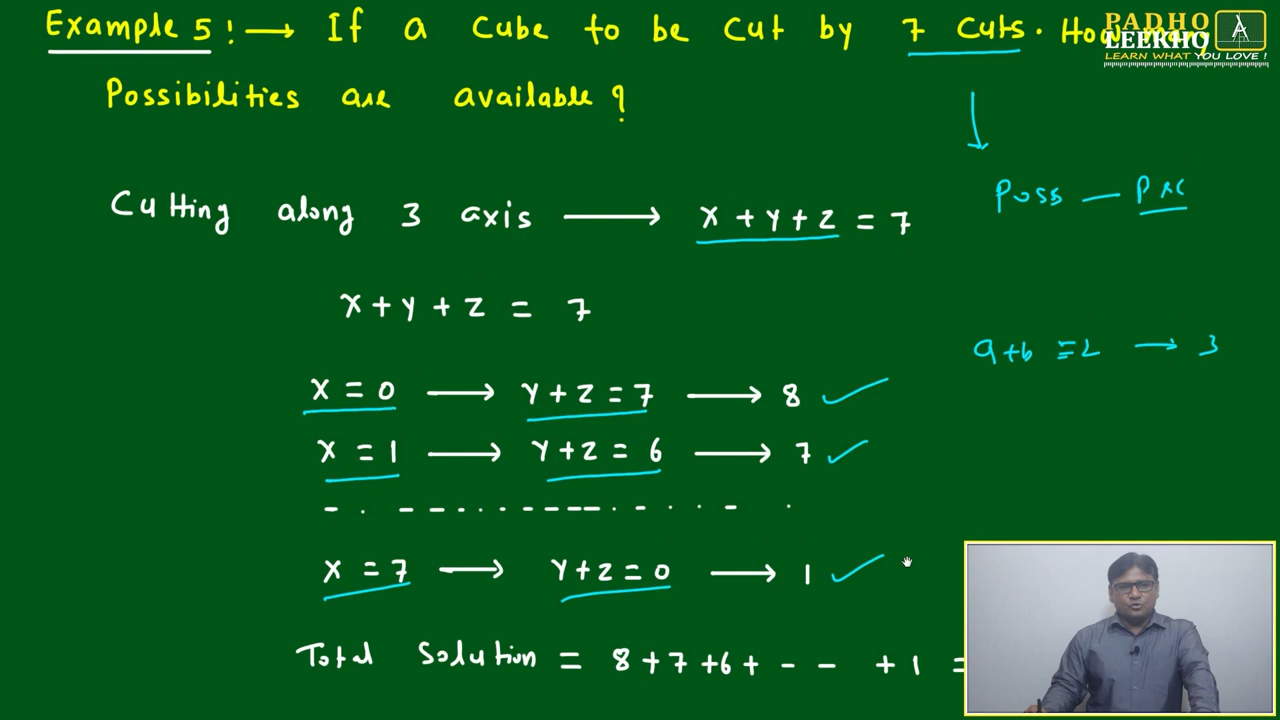 Example 5 :→ If a cube to be cut by 7 cuts. How
Possibilities are available ?
PADHO
LEEKHO
LEARN WHAT YOU LOVE !
Poss — P&C
Cutting along 3 axis → x + y + z = 7
x + y + z = 7
a+b = 2 → 3
x = 0 → y + z = 7 → 8 ✓
x = 1 → y + z = 6 → 7 ✓
x = 7 → y + z = 0 → 1 ✓
Total Solution = 8 + 7 + 6 + - - + 1 =